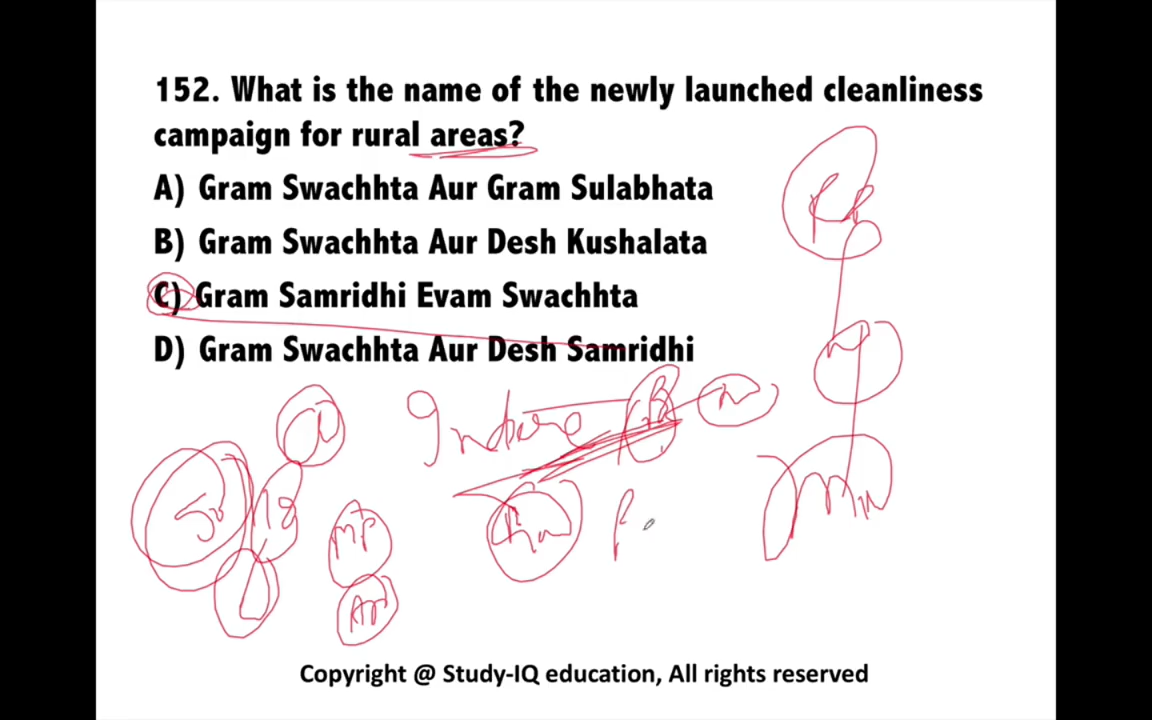 152. What is the name of the newly launched cleanliness
campaign for rural areas?
A) Gram Swachhta Aur Gram Sulabhata
B) Gram Swachhta Aur Desh Kushalata
C) Gram Samridhi Evam Swachhta
D) Gram Swachhta Aur Desh Samridhi
Indore
MP
Copyright @ Study-IQ education, All rights reserved